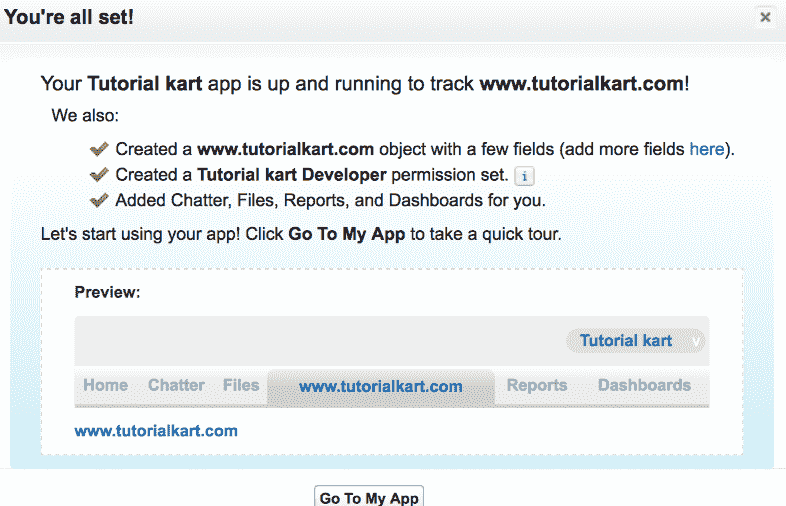 You're all set!
Your Tutorial kart app is up and running to track www.tutorialkart.com!
We also:
Created a www.tutorialkart.com object with a few fields (add more fields here).
Created a Tutorial kart Developer permission set. i
Added Chatter, Files, Reports, and Dashboards for you.
Let's start using your app! Click Go To My App to take a quick tour.
Preview:
Tutorial kart
Home Chatter Files www.tutorialkart.com Reports Dashboards
www.tutorialkart.com
Go To My App